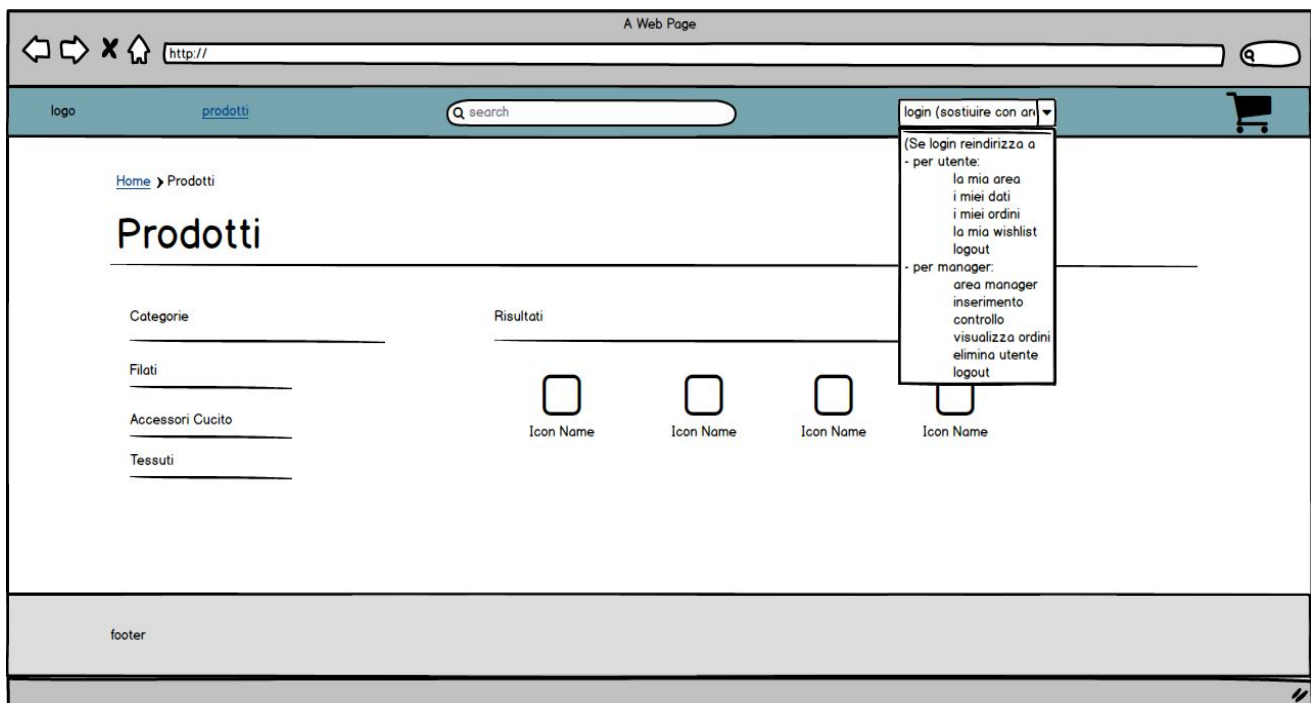 A Web Page
http://
logo
prodotti
search
login (sostiuire con are
(Se login reindirizza a
- per utente:
la mia area
i miei dati
i miei ordini
la mia wishlist
logout
- per manager:
area manager
inserimento
controllo
visualizza ordini
elimina utente
logout
Home Prodotti
Prodotti
Categorie
Filati
Accessori Cucito
Tessuti
Risultati
Icon Name
Icon Name
Icon Name
Icon Name
footer